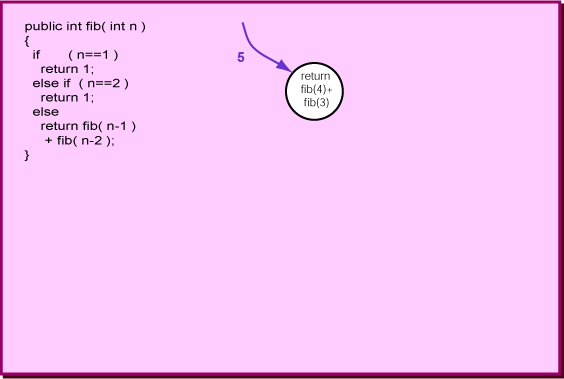 public int fib( int n )
{
if ( n==1 )
return 1;
else if ( n==2 )
return 1;
else
return fib( n-1 )
+ fib( n-2 );
}
5
return
fib(4)+
fib(3)